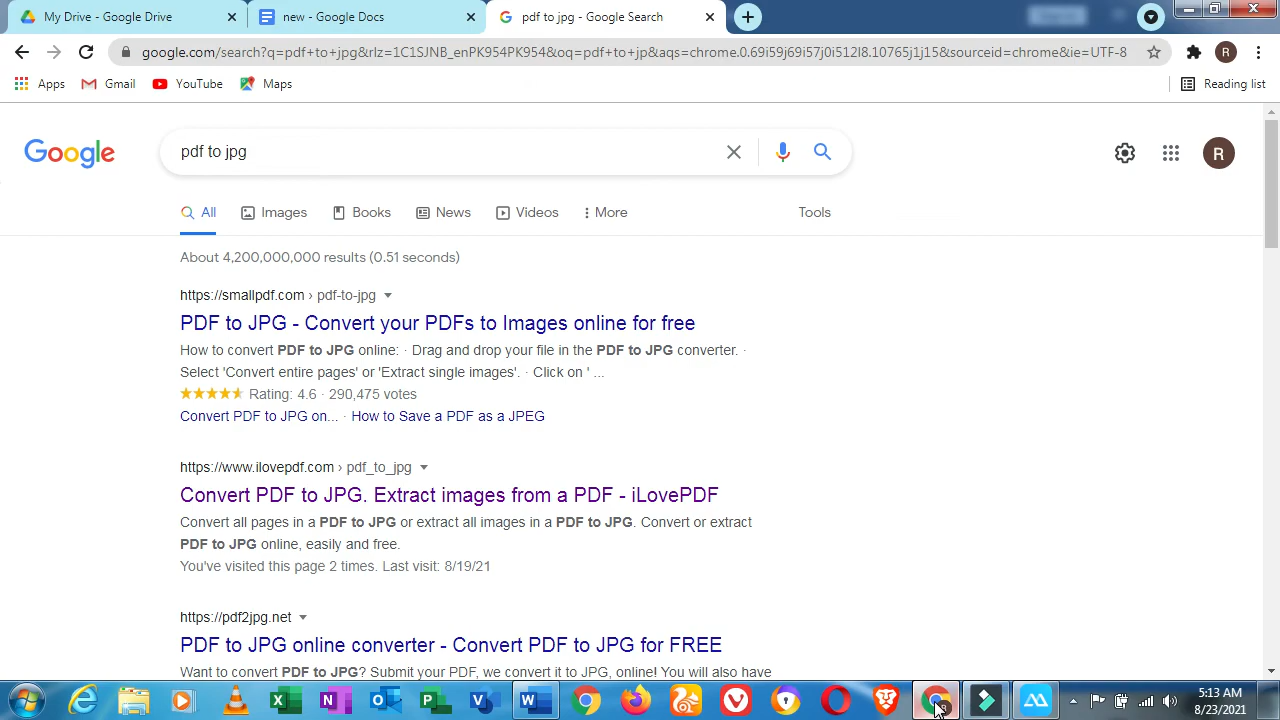 My Drive - Google Drive
new - Google Docs
pdf to jpg - Google Search
google.com/search?q=pdf+to+jpg&rlz=1C1SJNB_enPK954PK954&oq=pdf+to+jp&aqs=chrome.0.69i59j69i57j0i512l8.10765j1j15&sourceid=chrome&ie=UTF-8
R
Apps
Gmail
YouTube
Maps
Reading list
Google
pdf to jpg
R
All
Images
Books
News
Videos
More
Tools
About 4,200,000,000 results (0.51 seconds)
https://smallpdf.com › pdf-to-jpg
PDF to JPG - Convert your PDFs to Images online for free
How to convert PDF to JPG online: · Drag and drop your file in the PDF to JPG converter. ·
Select 'Convert entire pages' or 'Extract single images'. · Click on ' ...
Rating: 4.6 · 290,475 votes
Convert PDF to JPG on... · How to Save a PDF as a JPEG
https://www.ilovepdf.com › pdf_to_jpg
Convert PDF to JPG. Extract images from a PDF - iLovePDF
Convert all pages in a PDF to JPG or extract all images in a PDF to JPG. Convert or extract
PDF to JPG online, easily and free.
You've visited this page 2 times. Last visit: 8/19/21
https://pdf2jpg.net
PDF to JPG online converter - Convert PDF to JPG for FREE
Want to convert PDF to JPG? Submit your PDF, we convert it to JPG, online! You will also have
5:13 AM
8/23/2021